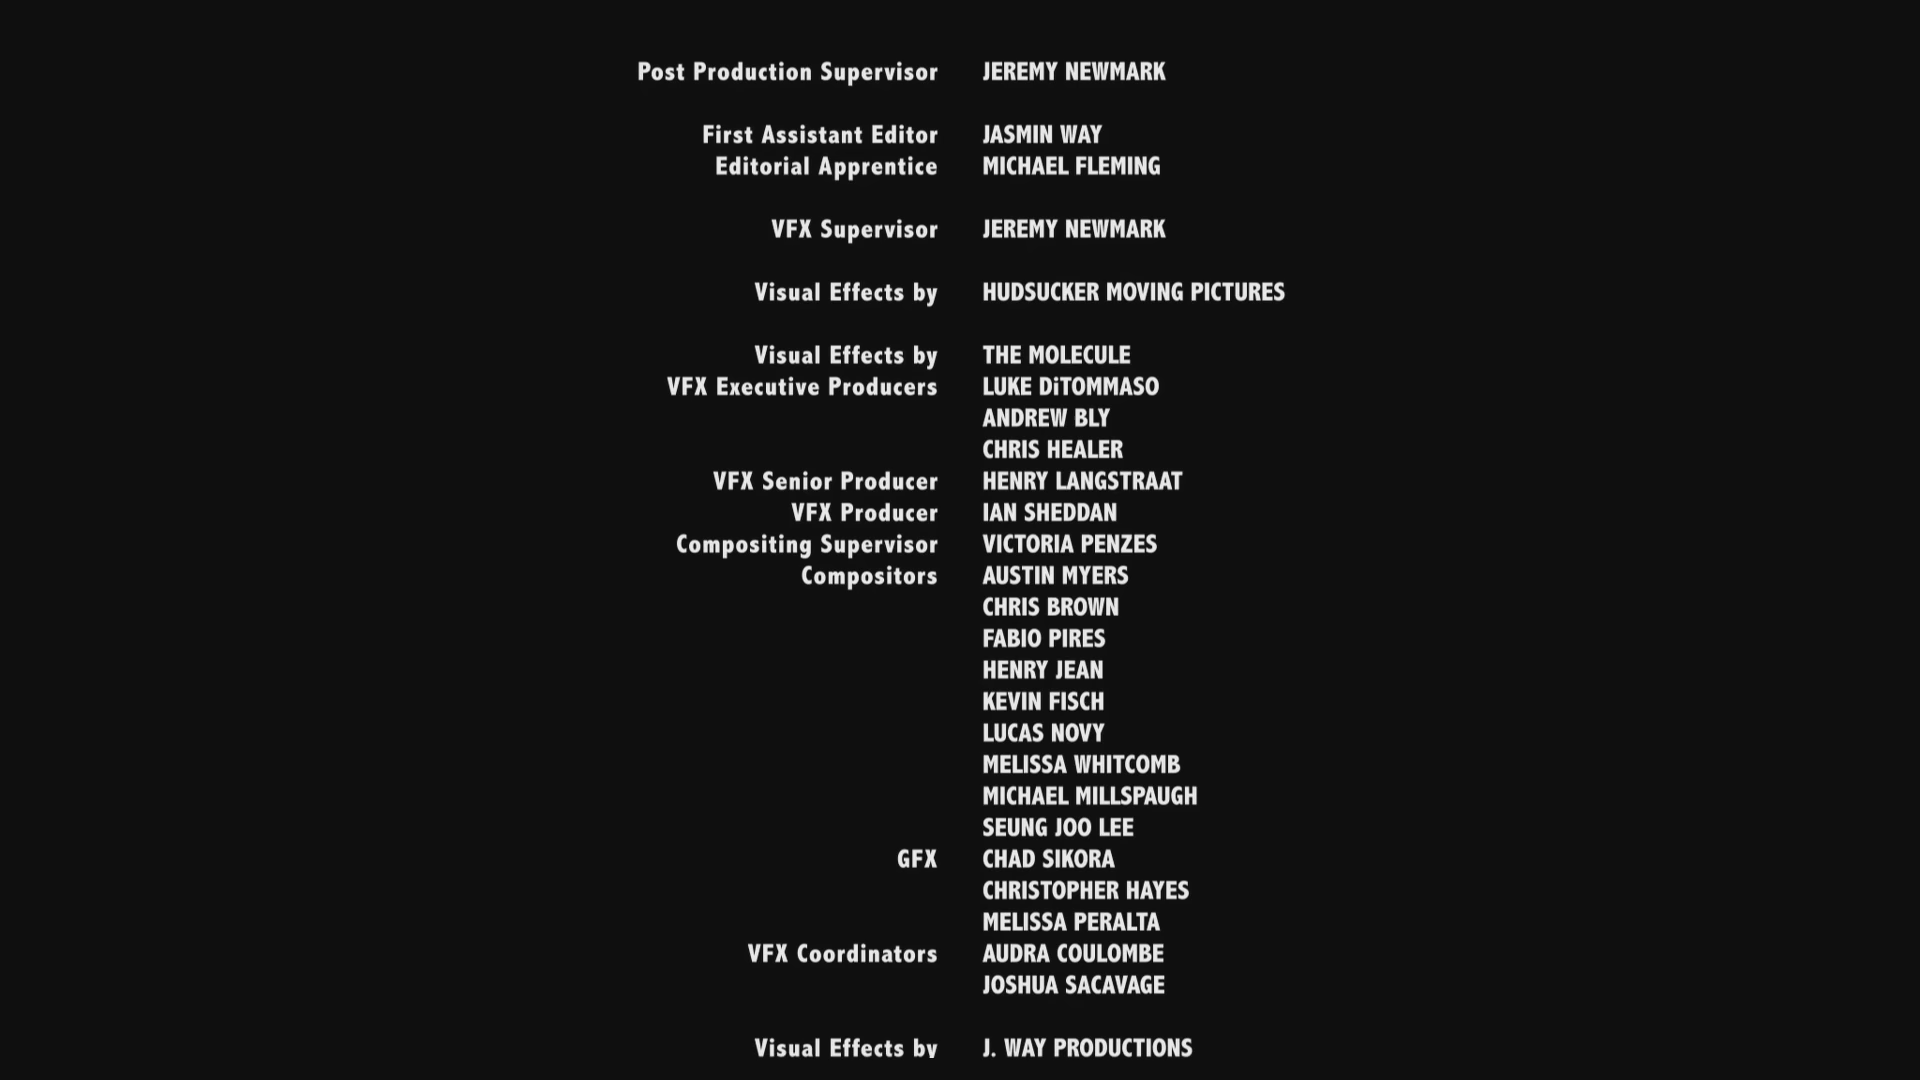 Post Production Supervisor JEREMY NEWMARK
First Assistant Editor JASMIN WAY
Editorial Apprentice MICHAEL FLEMING
VFX Supervisor JEREMY NEWMARK
Visual Effects by HUDSUCKER MOVING PICTURES
Visual Effects by THE MOLECULE
VFX Executive Producers LUKE DiTOMMASO
ANDREW BLY
CHRIS HEALER
VFX Senior Producer HENRY LANGSTRAAT
VFX Producer IAN SHEDDAN
Compositing Supervisor VICTORIA PENZES
Compositors AUSTIN MYERS
CHRIS BROWN
FABIO PIRES
HENRY JEAN
KEVIN FISCH
LUCAS NOVY
MELISSA WHITCOMB
MICHAEL MILLSPAUGH
SEUNG JOO LEE
GFX CHAD SIKORA
CHRISTOPHER HAYES
MELISSA PERALTA
VFX Coordinators AUDRA COULOMBE
JOSHUA SACAVAGE
Visual Effects by J. WAY PRODUCTIONS